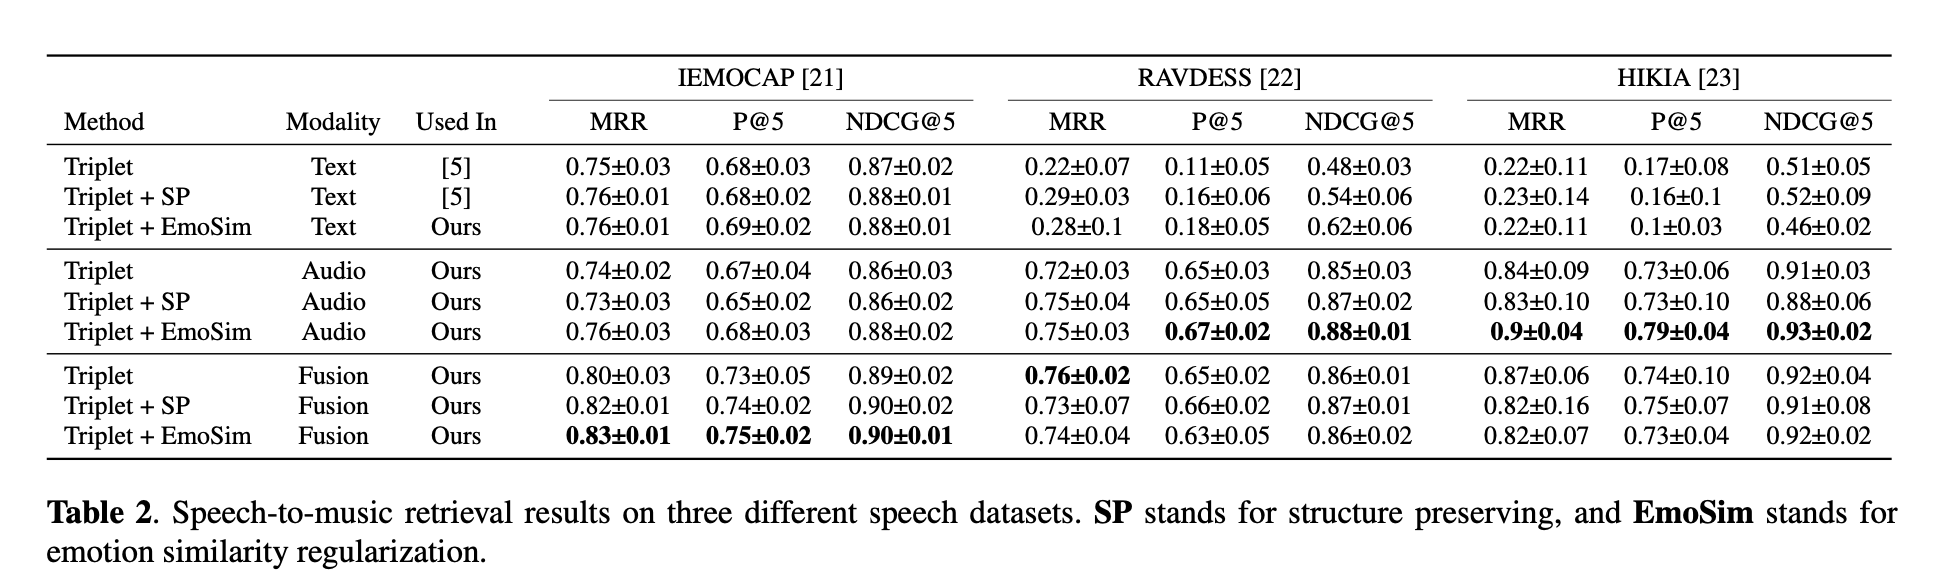 IEMOCAP [21] RAVDESS [22] HIKIA [23]
Method Modality Used In MRR P@5 NDCG@5 MRR P@5 NDCG@5 MRR P@5 NDCG@5
Triplet Text [5] 0.75±0.03 0.68±0.03 0.87±0.02 0.22±0.07 0.11±0.05 0.48±0.03 0.22±0.11 0.17±0.08 0.51±0.05
Triplet + SP Text [5] 0.76±0.01 0.68±0.02 0.88±0.01 0.29±0.03 0.16±0.06 0.54±0.06 0.23±0.14 0.16±0.1 0.52±0.09
Triplet + EmoSim Text Ours 0.76±0.01 0.69±0.02 0.88±0.01 0.28±0.1 0.18±0.05 0.62±0.06 0.22±0.11 0.1±0.03 0.46±0.02
Triplet Audio Ours 0.74±0.02 0.67±0.04 0.86±0.03 0.72±0.03 0.65±0.03 0.85±0.03 0.84±0.09 0.73±0.06 0.91±0.03
Triplet + SP Audio Ours 0.73±0.03 0.65±0.02 0.86±0.02 0.75±0.04 0.65±0.05 0.87±0.02 0.83±0.10 0.73±0.10 0.88±0.06
Triplet + EmoSim Audio Ours 0.76±0.03 0.68±0.03 0.88±0.02 0.75±0.03 0.67±0.02 0.88±0.01 0.9±0.04 0.79±0.04 0.93±0.02
Triplet Fusion Ours 0.80±0.03 0.73±0.05 0.89±0.02 0.76±0.02 0.65±0.02 0.86±0.01 0.87±0.06 0.74±0.10 0.92±0.04
Triplet + SP Fusion Ours 0.82±0.01 0.74±0.02 0.90±0.02 0.73±0.07 0.66±0.02 0.87±0.01 0.82±0.16 0.75±0.07 0.91±0.08
Triplet + EmoSim Fusion Ours 0.83±0.01 0.75±0.02 0.90±0.01 0.74±0.04 0.63±0.05 0.86±0.02 0.82±0.07 0.73±0.04 0.92±0.02
Table 2. Speech-to-music retrieval results on three different speech datasets. SP stands for structure preserving, and EmoSim stands for
emotion similarity regularization.